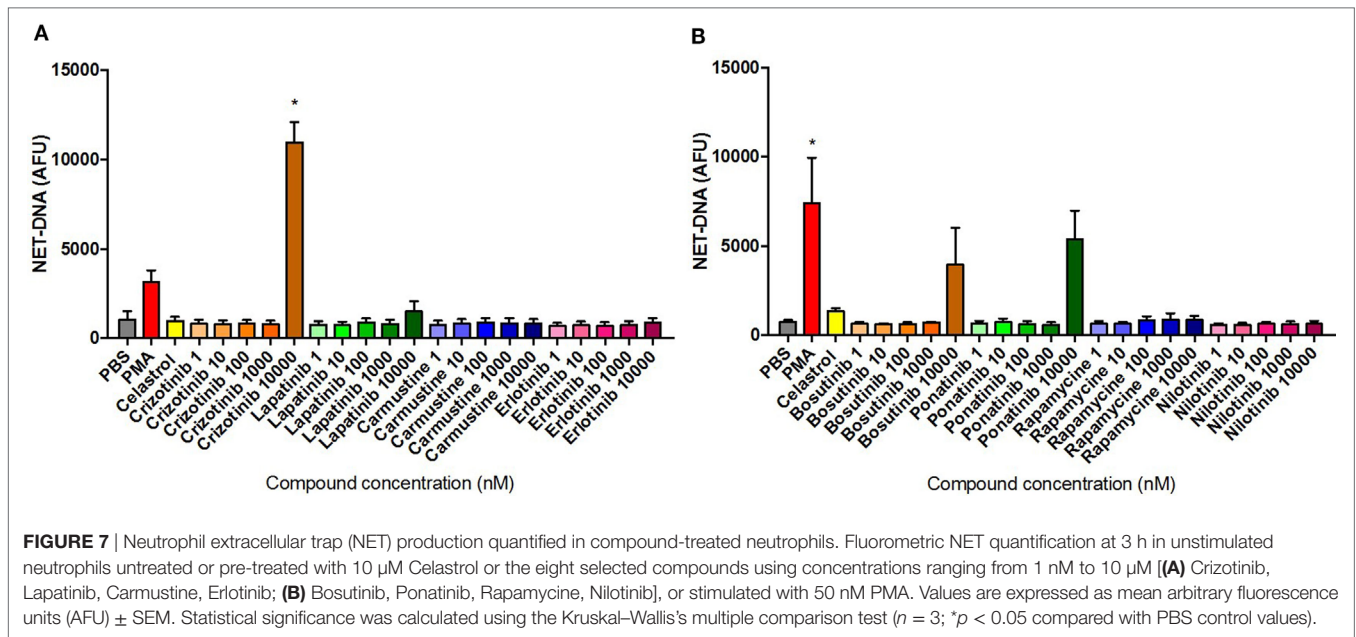 A
15000
10000
5000
0
NET-DNA (AFU)
*
PBS
PMA
Celastrol
Crizotinib 1
Crizotinib 10
Crizotinib 100
Crizotinib 1000
Crizotinib 10000
Lapatinib 1
Lapatinib 10
Lapatinib 100
Lapatinib 1000
Lapatinib 10000
Carmustine 1
Carmustine 10
Carmustine 100
Carmustine 1000
Carmustine 10000
Erlotinib 1
Erlotinib 10
Erlotinib 100
Erlotinib 1000
Erlotinib 10000
Compound concentration (nM)
B
15000
10000
5000
0
NET-DNA (AFU)
*
PBS
PMA
Celastrol
Bosutinib 1
Bosutinib 10
Bosutinib 100
Bosutinib 1000
Bosutinib 10000
Ponatinib 1
Ponatinib 10
Ponatinib 100
Ponatinib 1000
Ponatinib 10000
Rapamycine 1
Rapamycine 10
Rapamycine 100
Rapamycine 1000
Rapamycine 10000
Nilotinib 1
Nilotinib 10
Nilotinib 100
Nilotinib 1000
Nilotinib 10000
Compound concentration (nM)
FIGURE 7 | Neutrophil extracellular trap (NET) production quantified in compound-treated neutrophils. Fluorometric NET quantification at 3 h in unstimulated
neutrophils untreated or pre-treated with 10 µM Celastrol or the eight selected compounds using concentrations ranging from 1 nM to 10 µM [(A) Crizotinib,
Lapatinib, Carmustine, Erlotinib; (B) Bosutinib, Ponatinib, Rapamycine, Nilotinib], or stimulated with 50 nM PMA. Values are expressed as mean arbitrary fluorescence
units (AFU) ± SEM. Statistical significance was calculated using the Kruskal–Wallis's multiple comparison test (n = 3; *p < 0.05 compared with PBS control values).